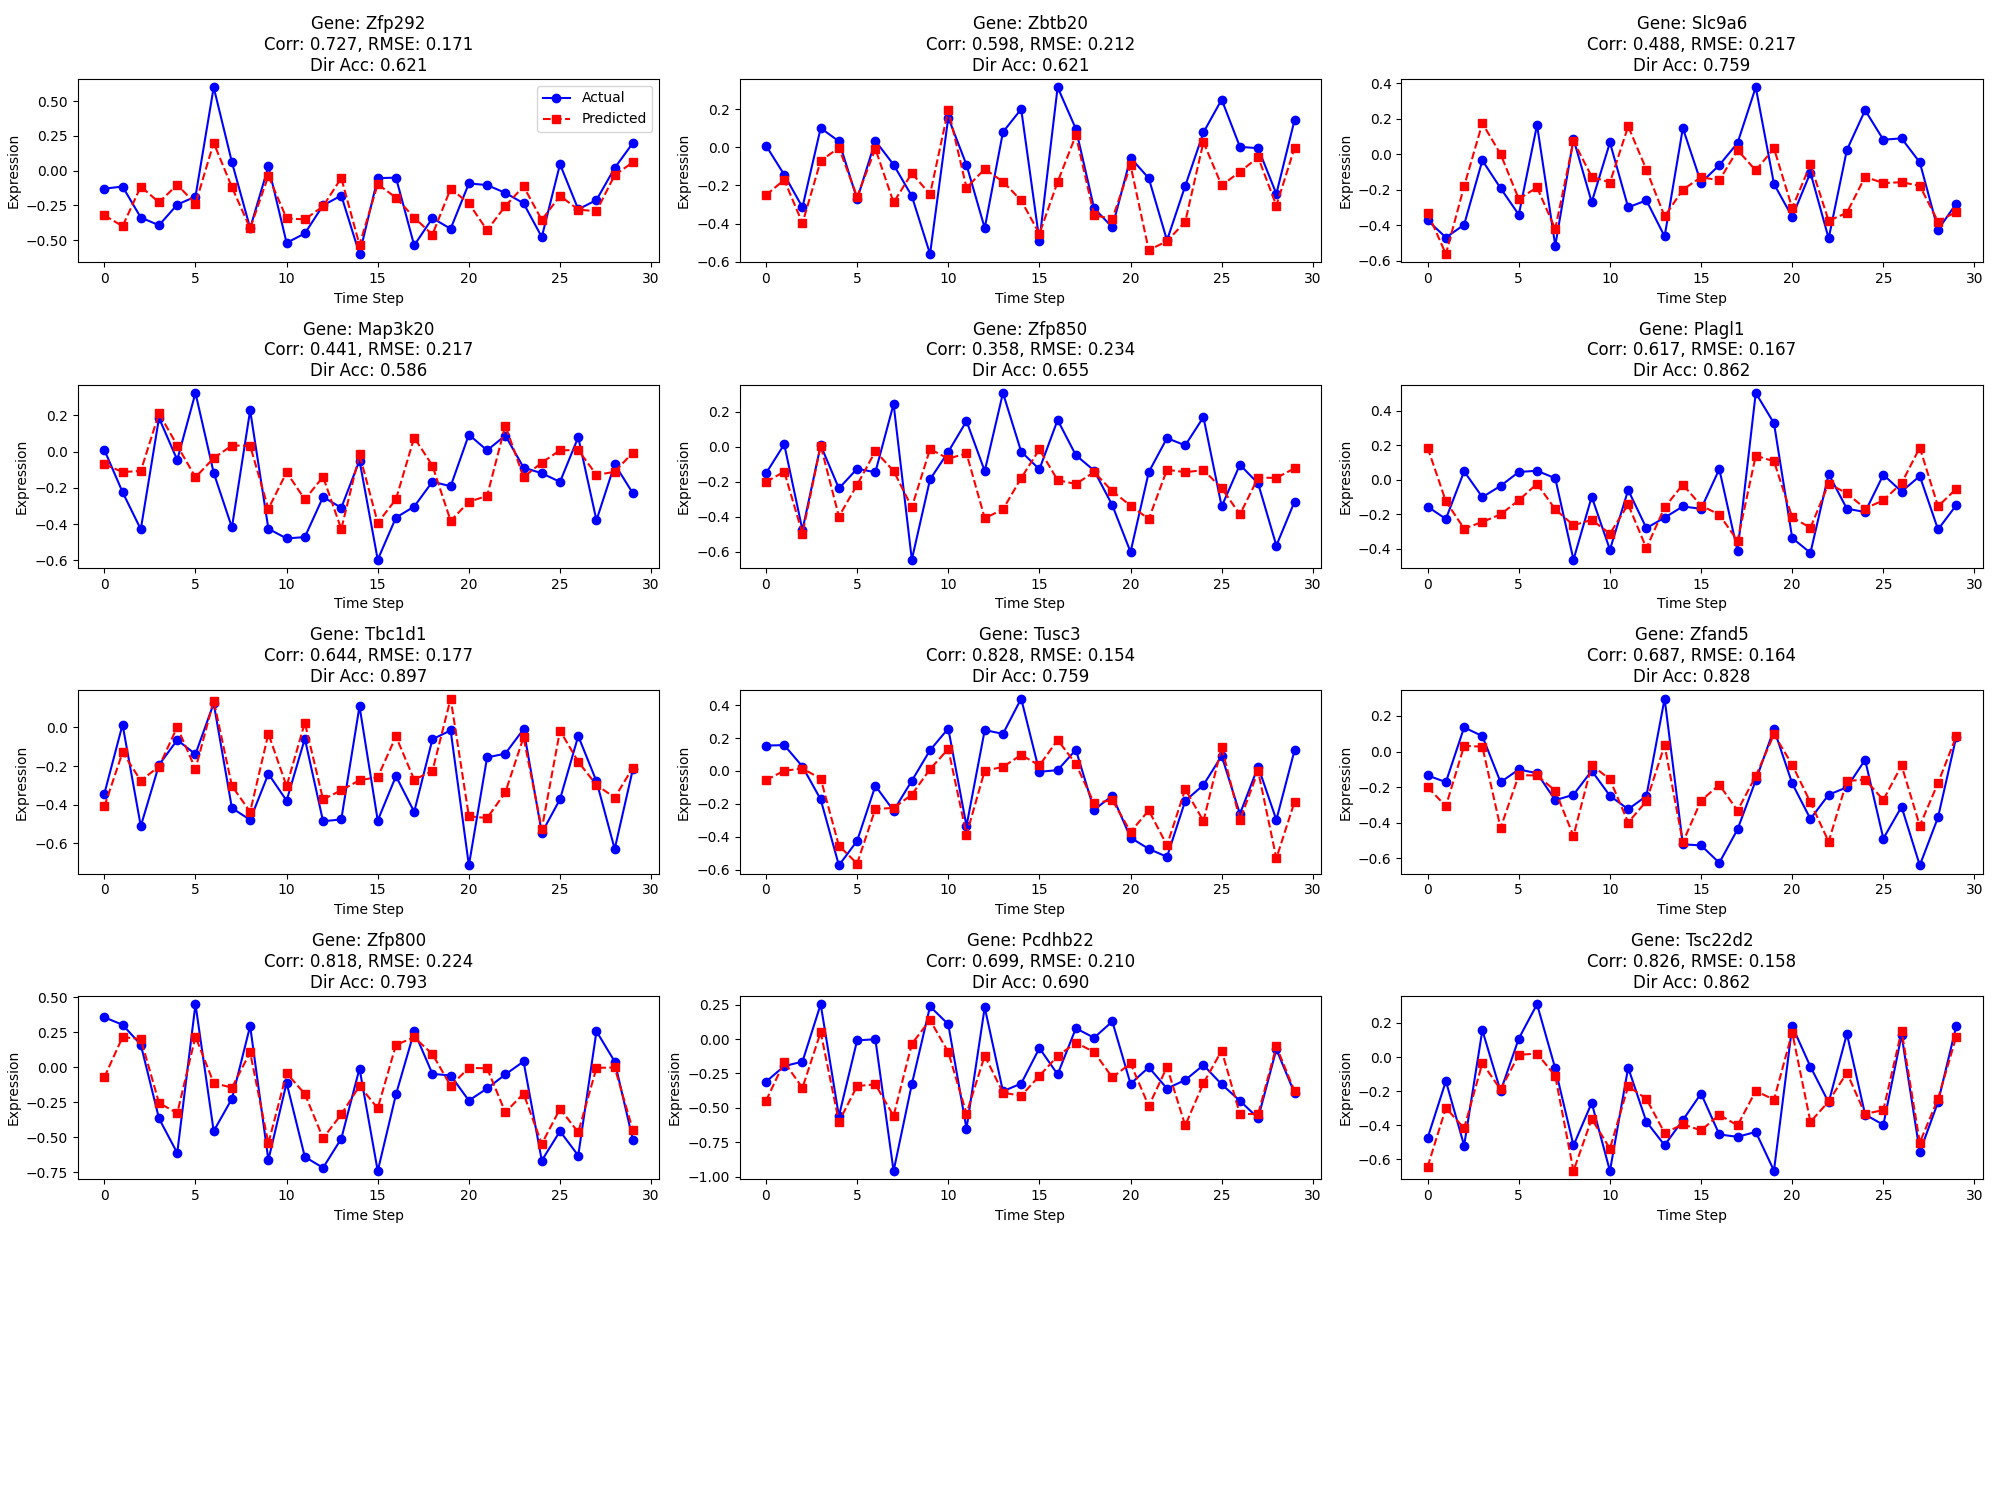 Gene: Zfp292
Corr: 0.727, RMSE: 0.171
Dir Acc: 0.621
Expression
0.50
0.25
0.00
−0.25
−0.50
Actual
Predicted
0 5 10 15 20 25 30
Time Step
Gene: Zbtb20
Corr: 0.598, RMSE: 0.212
Dir Acc: 0.621
Expression
0.2
0.0
−0.2
−0.4
−0.6
0 5 10 15 20 25 30
Time Step
Gene: Slc9a6
Corr: 0.488, RMSE: 0.217
Dir Acc: 0.759
Expression
0.4
0.2
0.0
−0.2
−0.4
−0.6
0 5 10 15 20 25 30
Time Step
Gene: Map3k20
Corr: 0.441, RMSE: 0.217
Dir Acc: 0.586
Expression
0.2
0.0
−0.2
−0.4
−0.6
0 5 10 15 20 25 30
Time Step
Gene: Zfp850
Corr: 0.358, RMSE: 0.234
Dir Acc: 0.655
Expression
0.2
0.0
−0.2
−0.4
−0.6
0 5 10 15 20 25 30
Time Step
Gene: Plagl1
Corr: 0.617, RMSE: 0.167
Dir Acc: 0.862
Expression
0.4
0.2
0.0
−0.2
−0.4
0 5 10 15 20 25 30
Time Step
Gene: Tbc1d1
Corr: 0.644, RMSE: 0.177
Dir Acc: 0.897
Expression
0.0
−0.2
−0.4
−0.6
0 5 10 15 20 25 30
Time Step
Gene: Tusc3
Corr: 0.828, RMSE: 0.154
Dir Acc: 0.759
Expression
0.4
0.2
0.0
−0.2
−0.4
−0.6
0 5 10 15 20 25 30
Time Step
Gene: Zfand5
Corr: 0.687, RMSE: 0.164
Dir Acc: 0.828
Expression
0.2
0.0
−0.2
−0.4
−0.6
0 5 10 15 20 25 30
Time Step
Gene: Zfp800
Corr: 0.818, RMSE: 0.224
Dir Acc: 0.793
Expression
0.50
0.25
0.00
−0.25
−0.50
−0.75
0 5 10 15 20 25 30
Time Step
Gene: Pcdhb22
Corr: 0.699, RMSE: 0.210
Dir Acc: 0.690
Expression
0.25
0.00
−0.25
−0.50
−0.75
−1.00
0 5 10 15 20 25 30
Time Step
Gene: Tsc22d2
Corr: 0.826, RMSE: 0.158
Dir Acc: 0.862
Expression
0.2
0.0
−0.2
−0.4
−0.6
0 5 10 15 20 25 30
Time Step